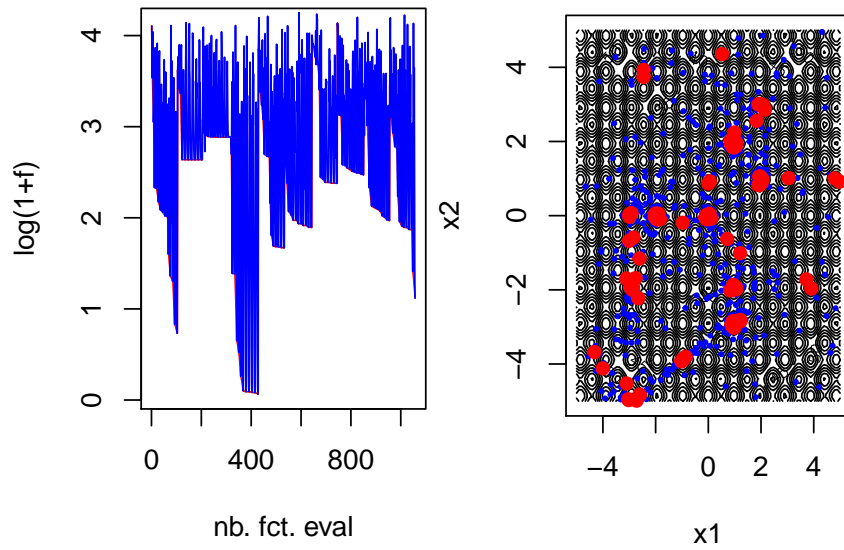 log(1+f)
0 1 2 3 4
0 400 800
nb. fct. eval
x2
−4 −2 0 2 4
−4 0 2 4
x1